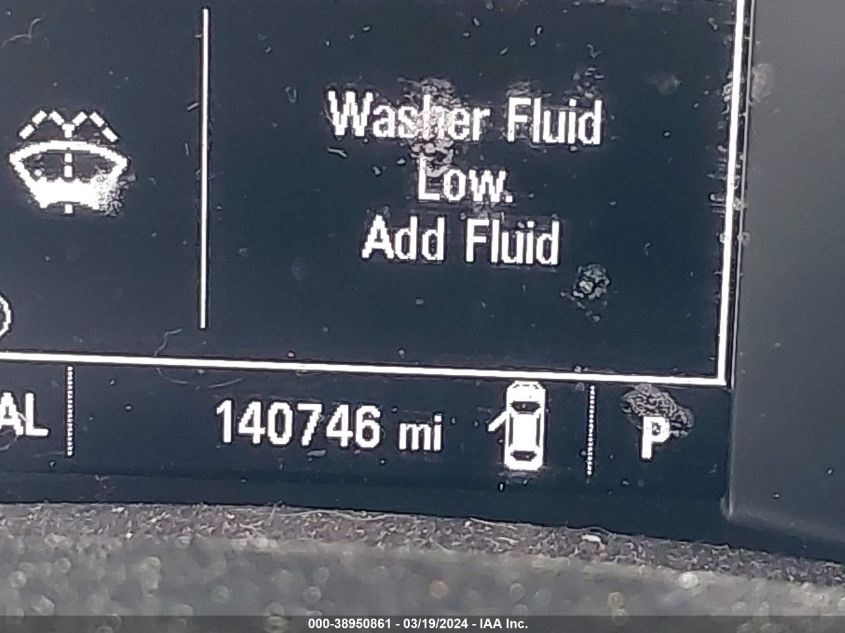 Washer Fluid
Low.
Add Fluid
AL 140746 mi P
000-38950861 - 03/19/2024 - IAA Inc.